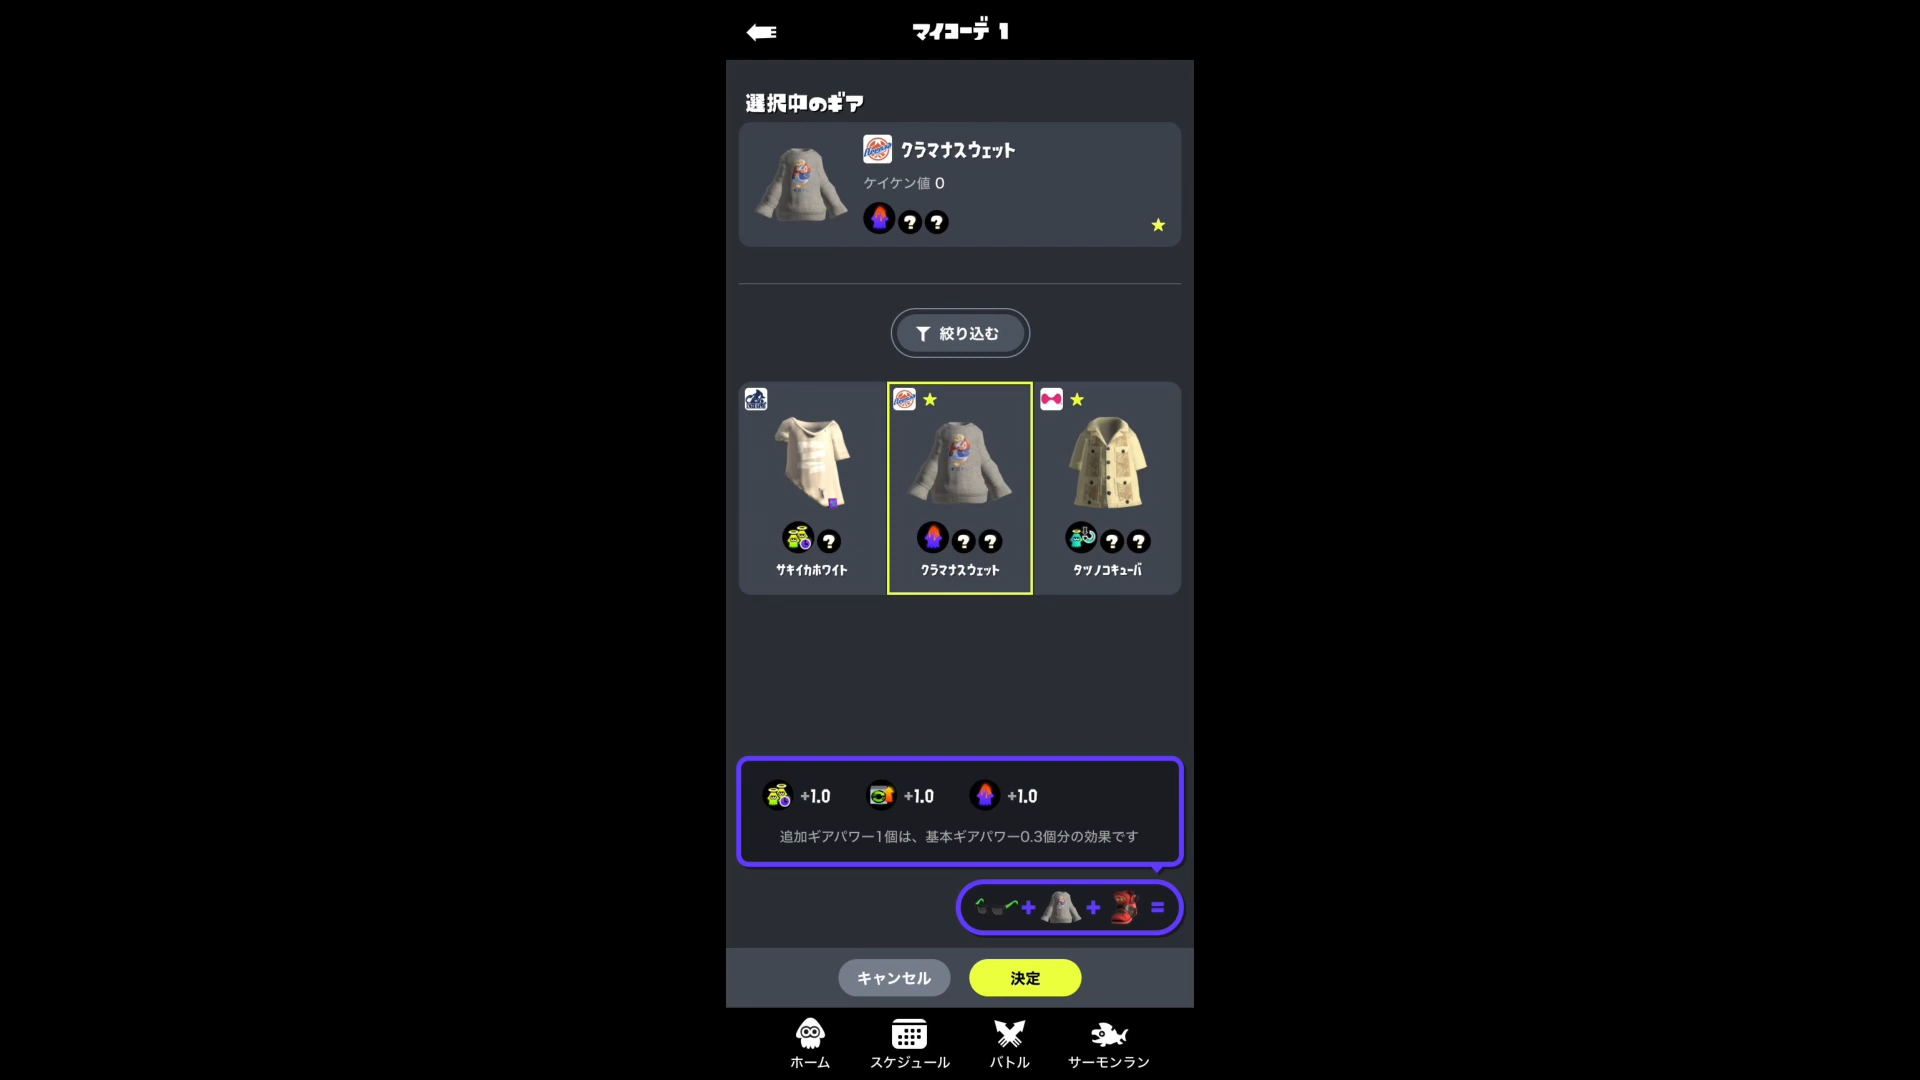 マイコーデ 1
選択中のギア
クラマナスウェット
ケイケン値 0
? ?
絞り込む
? ? ? ? ?
サキイカホワイト クラマナスウェット タツノコキューバ
+1.0 +1.0 +1.0
追加ギアパワー1個は、基本ギアパワー0.3個分の効果です
+ + =
キャンセル 決定
ホーム スケジュール バトル サーモンラン